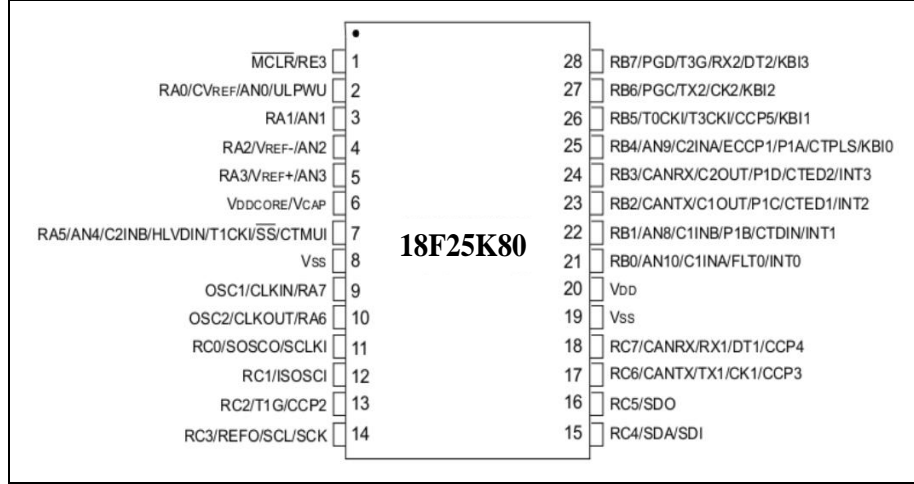 MCLR/RE3 1 28 RB7/PGD/T3G/RX2/DT2/KBI3
RA0/CVREF/AN0/ULPWU 2 27 RB6/PGC/TX2/CK2/KBI2
RA1/AN1 3 26 RB5/T0CKI/T3CKI/CCP5/KBI1
RA2/VREF-/AN2 4 25 RB4/AN9/C2INA/ECCP1/P1A/CTPLS/KBI0
RA3/VREF+/AN3 5 24 RB3/CANRX/C2OUT/P1D/CTED2/INT3
VDDCORE/VCAP 6 23 RB2/CANTX/C1OUT/P1C/CTED1/INT2
RA5/AN4/C2INB/HLVDIN/T1CKI/SS/CTMUI 7 18F25K80 22 RB1/AN8/C1INB/P1B/CTDIN/INT1
VSS 8 21 RB0/AN10/C1INA/FLT0/INT0
OSC1/CLKIN/RA7 9 20 VDD
OSC2/CLKOUT/RA6 10 19 VSS
RC0/SOSCO/SCLKI 11 18 RC7/CANRX/RX1/DT1/CCP4
RC1/ISOSCI 12 17 RC6/CANTX/TX1/CK1/CCP3
RC2/T1G/CCP2 13 16 RC5/SDO
RC3/REFO/SCL/SCK 14 15 RC4/SDA/SDI